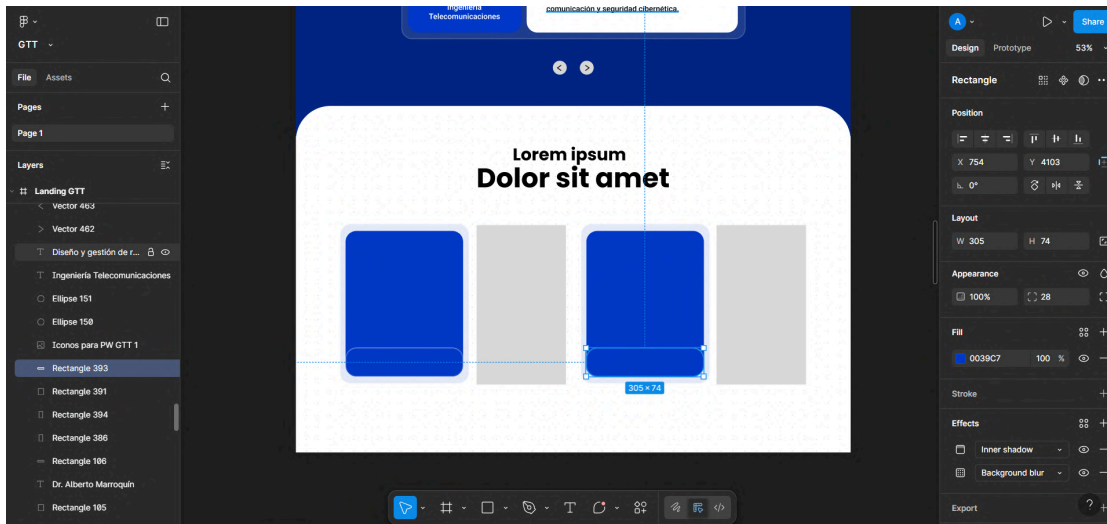 GTT
File Assets
Pages
Page 1
Layers
Landing GTT
Vector 463
Vector 462
Diseño y gestión de r...
Ingeniería Telecomunicaciones
Ellipse 151
Ellipse 150
Iconos para PW GTT 1
Rectangle 393
Rectangle 391
Rectangle 394
Rectangle 386
Rectangle 106
Dr. Alberto Marroquín
Rectangle 105
Ingeniería
Telecomunicaciones
comunicación y seguridad cibernética.
Lorem ipsum
Dolor sit amet
305 × 74
A
Share
Design Prototype 53%
Rectangle
Position
X 754 Y 4103
0°
Layout
W 305 H 74
Appearance
100% 28
Fill
0039C7 100 %
Stroke
Effects
Inner shadow
Background blur
Export
?